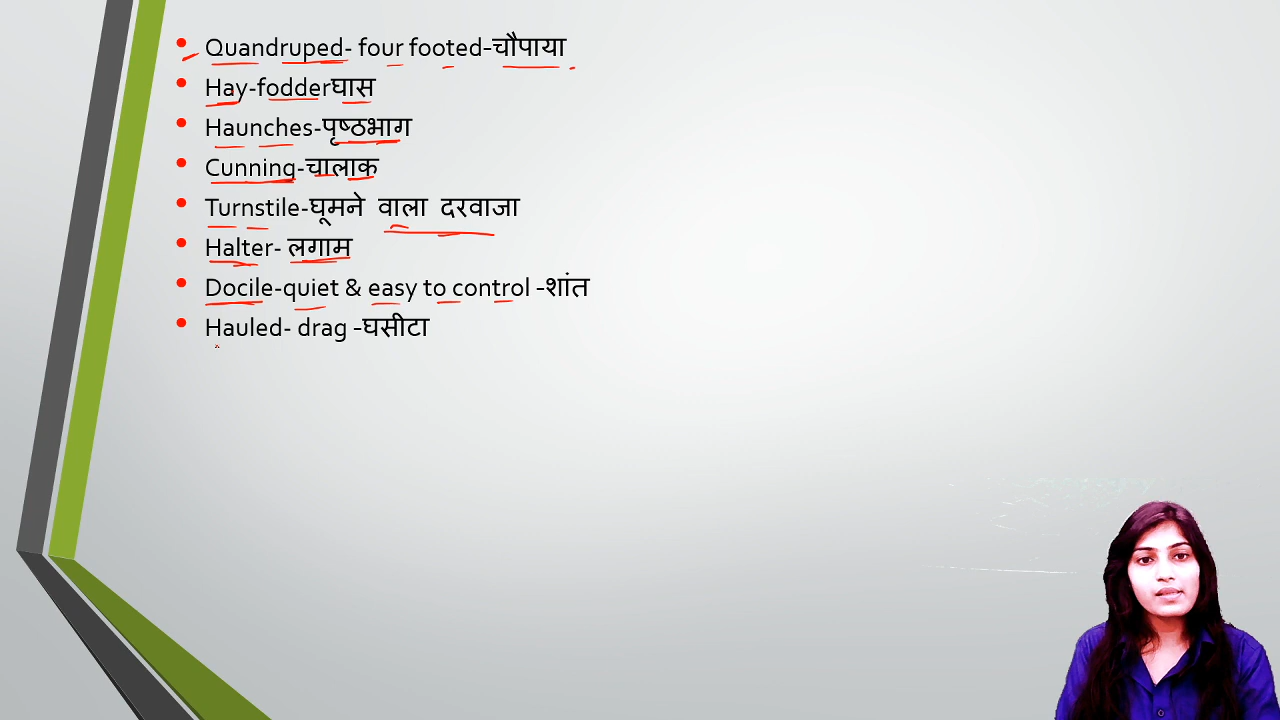 Quandruped- four footed-चौपाया
Hay-fodderघास
Haunches-पृष्ठभाग
Cunning-चालाक
Turnstile-घूमने वाला दरवाजा
Halter- लगाम
Docile-quiet & easy to control -शांत
Hauled- drag -घसीटा